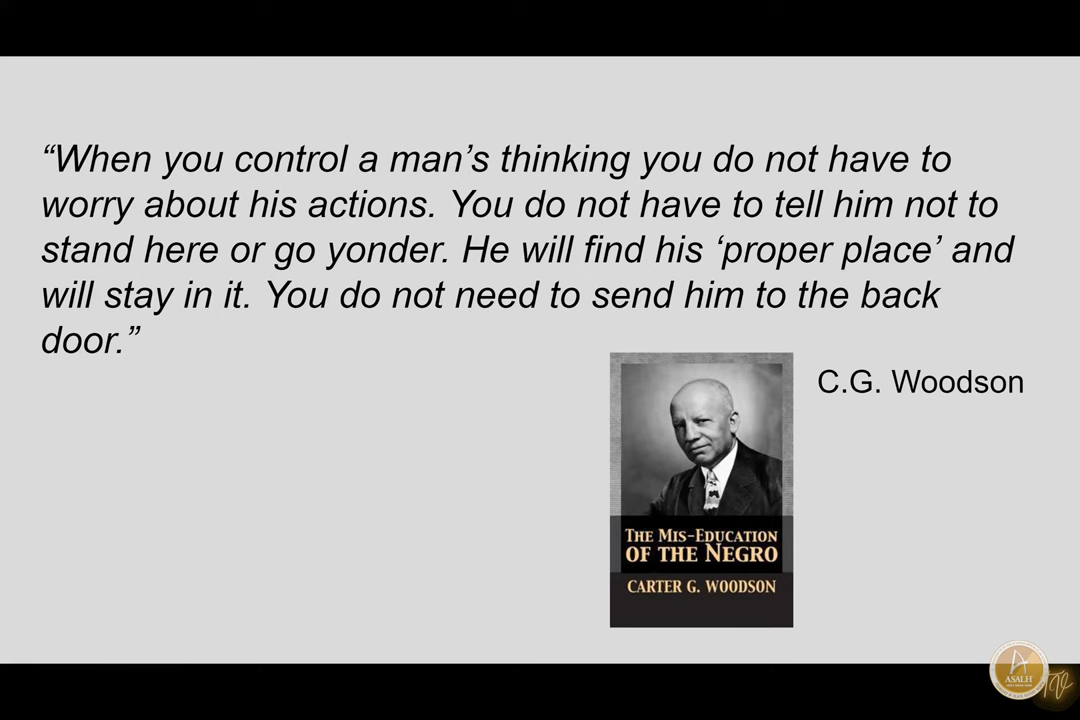 “When you control a man’s thinking you do not have to
worry about his actions. You do not have to tell him not to
stand here or go yonder. He will find his ‘proper place’ and
will stay in it. You do not need to send him to the back
door.”
C.G. Woodson
The Mis-Education
of the Negro
Carter G. Woodson
ASALH
TV